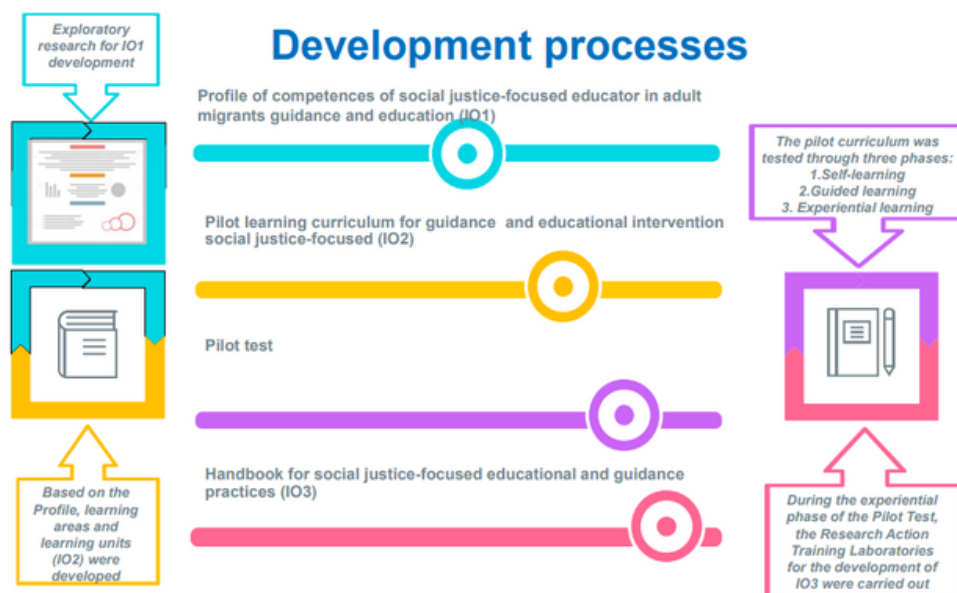 Exploratory
research for IO1
development
Development processes
Profile of competences of social justice-focused educator in adult
migrants guidance and education (IO1)
The pilot curriculum was
tested through three phases:
1.Self-learning
2.Guided learning
3. Experiential learning
Pilot learning curriculum for guidance and educational intervention
social justice-focused (IO2)
Pilot test
Handbook for social justice-focused educational and guidance
practices (IO3)
Based on the
Profile, learning
areas and
learning units
(IO2) were
developed
During the experiential
phase of the Pilot Test,
the Research Action
Training Laboratories
for the development of
IO3 were carried out